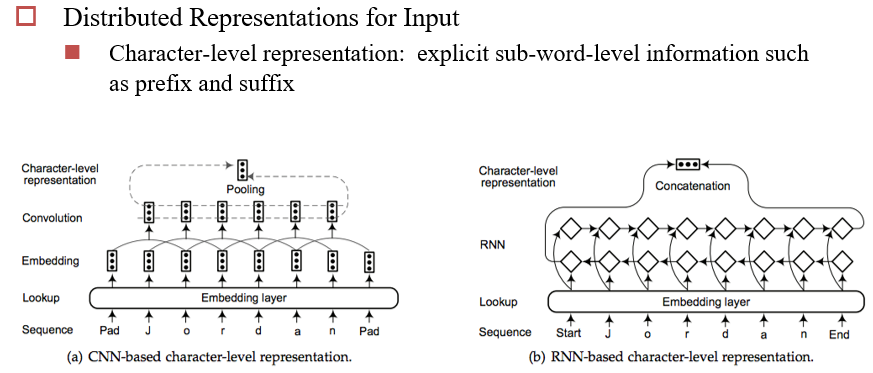 Distributed Representations for Input
Character-level representation: explicit sub-word-level information such
as prefix and suffix
Character-level
representation
Pooling
Convolution
Embedding
Lookup
Embedding layer
Sequence
Pad J o r d a n Pad
(a) CNN-based character-level representation.
Character-level
representation
Concatenation
RNN
Lookup
Embedding layer
Sequence
Start J o r d a n End
(b) RNN-based character-level representation.